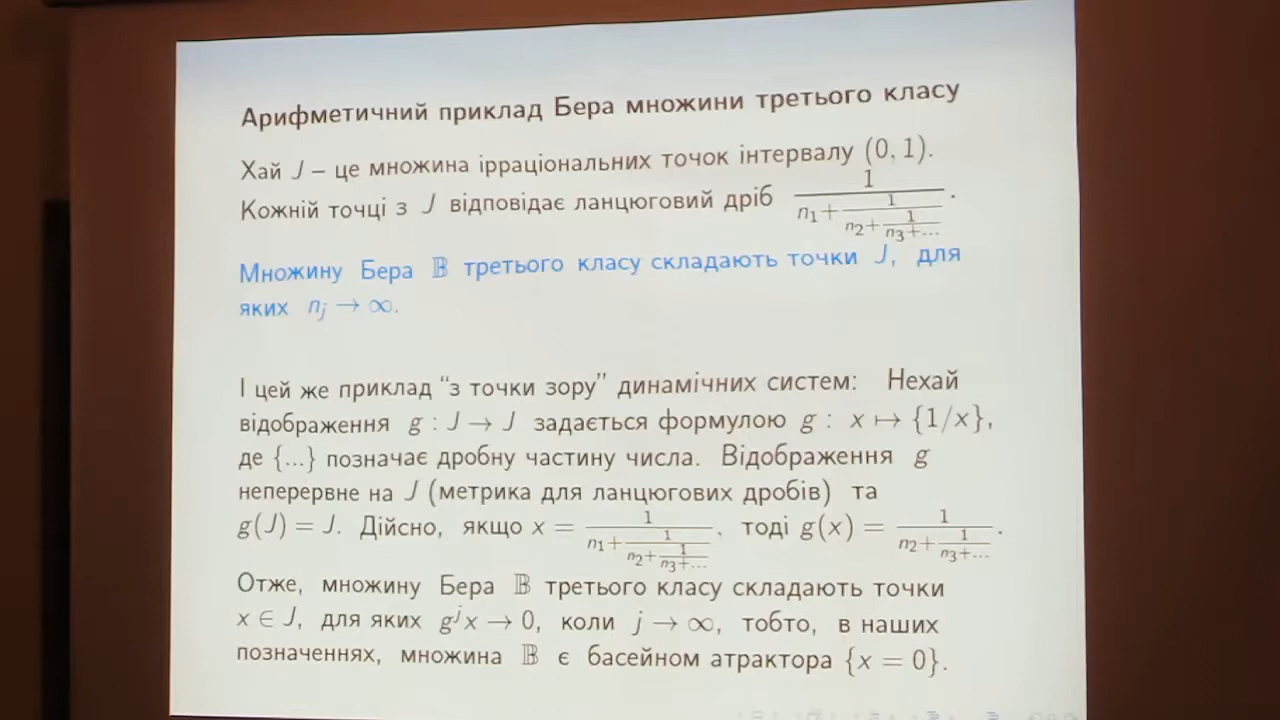 Арифметичний приклад Бера множини третього класу
Хай J – це множина ірраціональних точок інтервалу (0, 1).
Кожній точці з J відповідає ланцюговий дріб 1/(n₁+1/(n₂+1/(n₃+...))).
Множину Бера 𝔹 третього класу складають точки J, для
яких nⱼ → ∞.
І цей же приклад “з точки зору” динамічних систем: Нехай
відображення g : J → J задається формулою g : x ↦ {1/x},
де {...} позначає дробну частину числа. Відображення g
неперервне на J (метрика для ланцюгових дробів) та
g(J) = J. Дійсно, якщо x = 1/(n₁+1/(n₂+1/(n₃+...))), тоді g(x) = 1/(n₂+1/(n₃+...)).
Отже, множину Бера 𝔹 третього класу складають точки
x ∈ J, для яких gʲx → 0, коли j → ∞, тобто, в наших
позначеннях, множина 𝔹 є басейном атрактора {x = 0}.